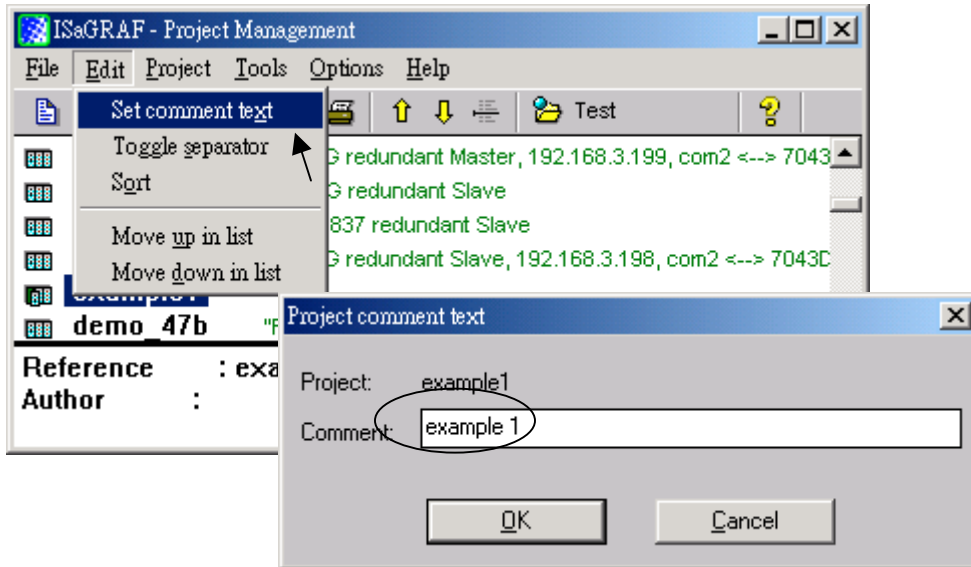 ISaGRAF - Project Management
File Edit Project Tools Options Help
Test
Set comment text
Toggle separator
Sort
Move up in list
Move down in list
G redundant Master, 192.168.3.199, com2 <--> 7043
G redundant Slave
837 redundant Slave
G redundant Slave, 192.168.3.198, com2 <--> 7043D
example1
demo_47b "F
Reference : exa
Author :
Project comment text
Project: example1
Comment: example 1
OK Cancel